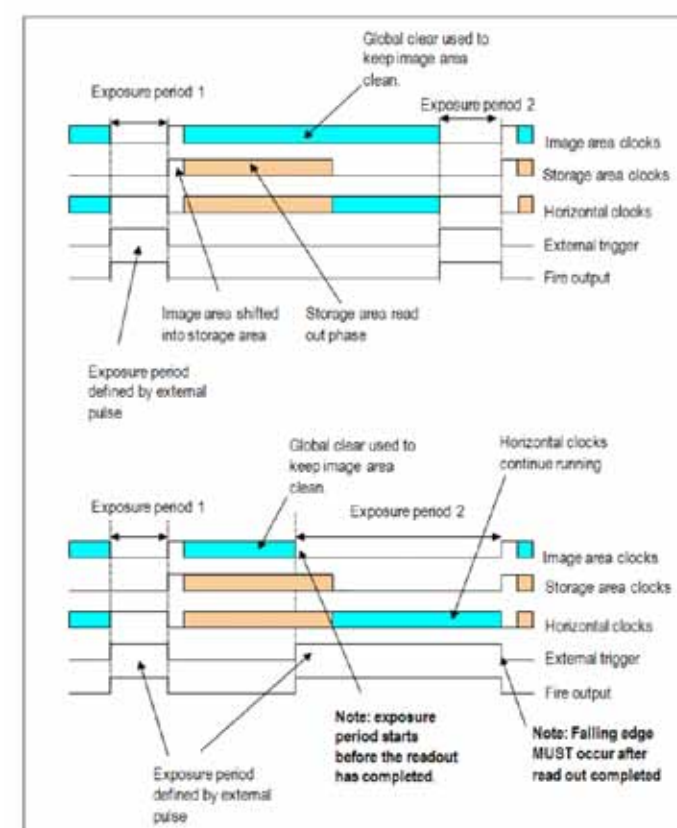 Global clear used to
keep image area
clean.
Exposure period 1
Exposure period 2
Image area clocks
Storage area clocks
Horizontal clocks
External trigger
Fire output
Image area shifted
into storage area
Storage area read
out phase
Exposure period
defined by external
pulse
Global clear used to
keep image area
clean
Horizontal clocks
continue running
Exposure period 1
Exposure period 2
Image area clocks
Storage area clocks
Horizontal clocks
External trigger
Fire output
Note: exposure
period starts
before the readout
has completed.
Note: Falling edge
MUST occur after
read out completed
Exposure period
defined by external
pulse